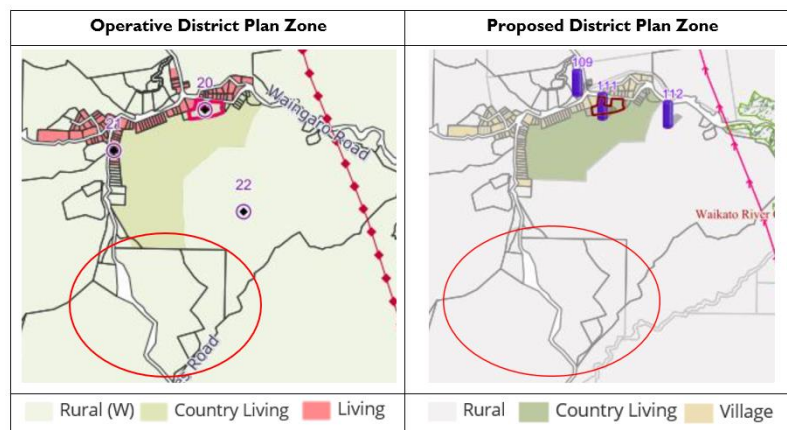 Operative District Plan Zone
Proposed District Plan Zone
20
21
22
Waingaro Road
es Road
109
111
112
Waikato River
Rural (W)
Country Living
Living
Rural
Country Living
Village